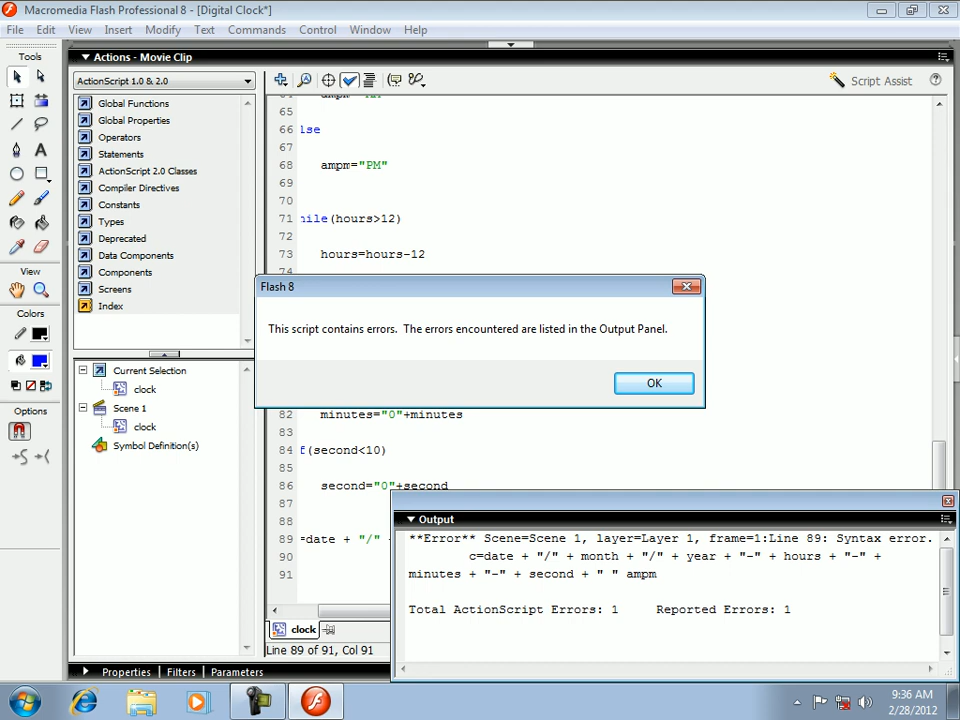 Macromedia Flash Professional 8 - [Digital Clock*]
File Edit View Insert Modify Text Commands Control Window Help
Tools
Actions - Movie Clip
ActionScript 1.0 & 2.0
Script Assist
Global Functions
Global Properties
Operators
Statements
ActionScript 2.0 Classes
Compiler Directives
Constants
Types
Deprecated
Data Components
Components
Screens
Index
View
Colors
Options
Current Selection
clock
Scene 1
clock
Symbol Definition(s)
65
66 lse
67
68 ampm="PM"
69
70
71 hile(hours>12)
72
73 hours=hours-12
74
Flash 8
This script contains errors. The errors encountered are listed in the Output Panel.
OK
82 minutes="0"+minutes
83
84 f(second<10)
85
86 second="0"+second
87
88
89 =date + "/"
90
91
clock
Line 89 of 91, Col 91
Output
**Error** Scene=Scene 1, layer=Layer 1, frame=1:Line 89: Syntax error.
c=date + "/" + month + "/" + year + "-" + hours + "-" +
minutes + "-" + second + " " ampm
Total ActionScript Errors: 1 Reported Errors: 1
Properties Filters Parameters
9:36 AM
2/28/2012